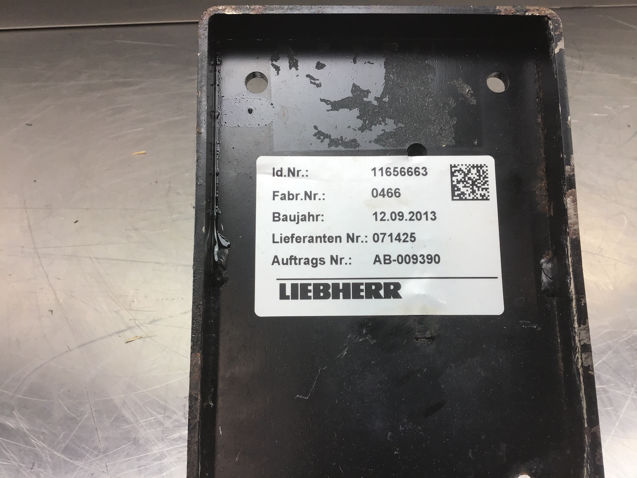 Id.Nr.: 11656663
Fabr.Nr.: 0466
Baujahr: 12.09.2013
Lieferanten Nr.: 071425
Auftrags Nr.: AB-009390
LIEBHERR